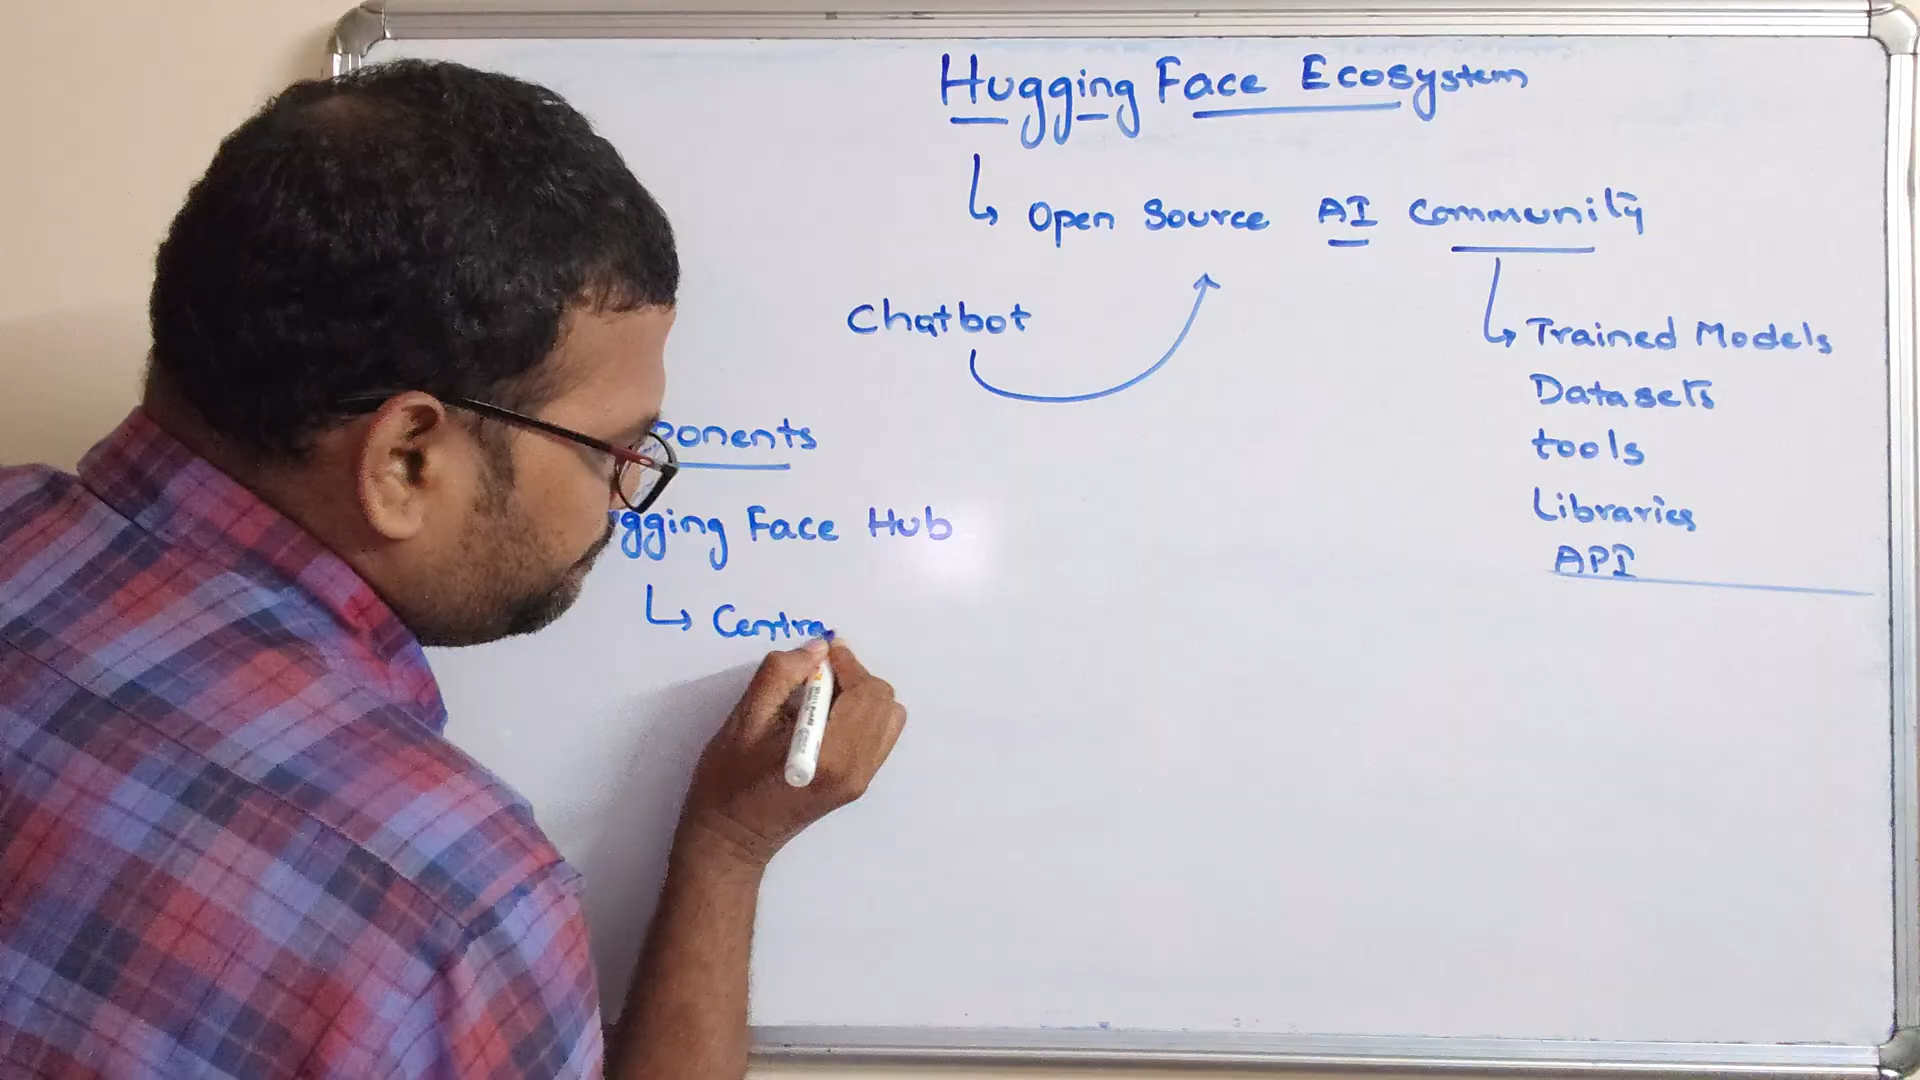 Hugging Face Ecosystem
Open Source AI Community
Chatbot
Trained Models
Datasets
tools
Libraries
API
ponents
gging Face Hub
Centra